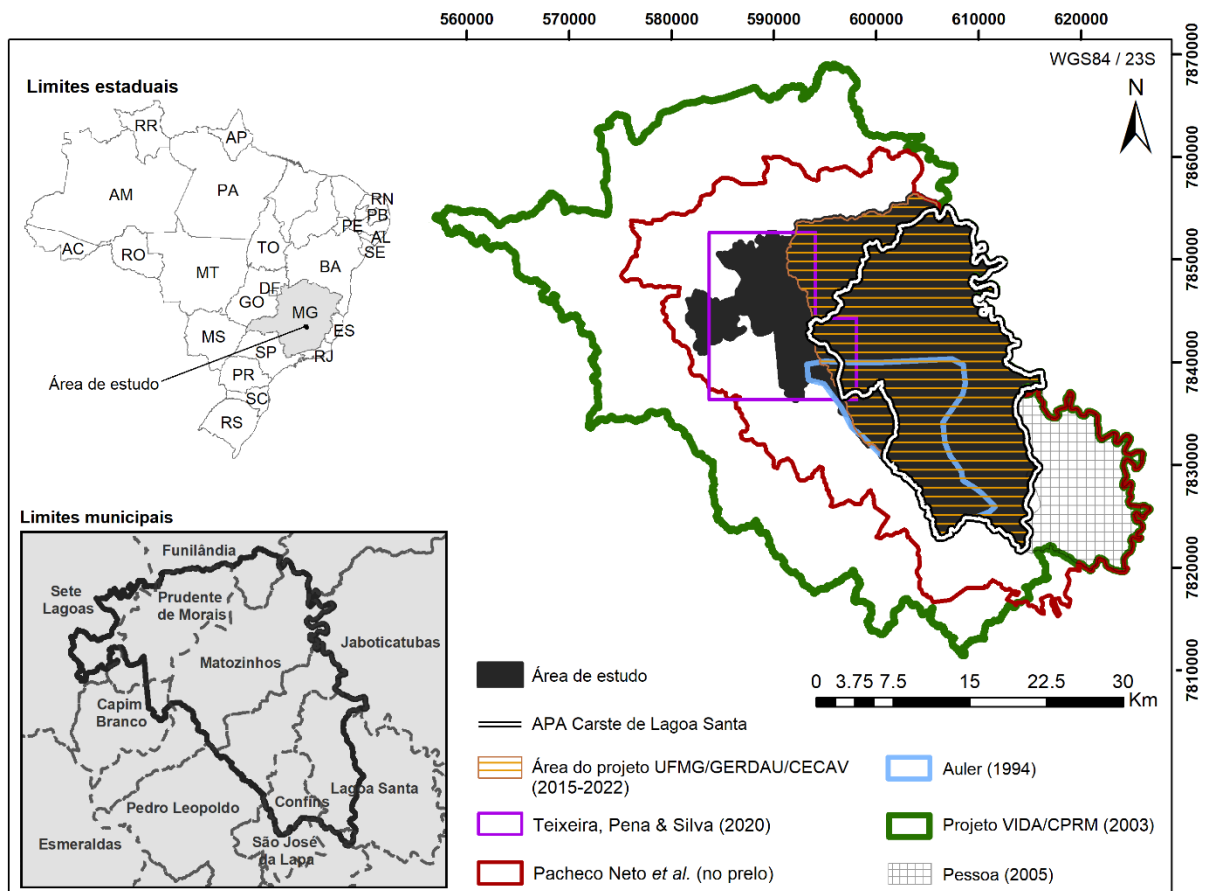 560000 570000 580000 590000 600000 610000 620000
WGS84 / 23S
N
7870000
7860000
7850000
7840000
7830000
7820000
7810000
Limites estaduais
RR
AP
AM
PA
RN
PB
PE
AL
SE
AC
RO
TO
BA
MT
DF
GO
MG
ES
MS
SP
RJ
PR
SC
RS
Área de estudo
Limites municipais
Funilândia
Sete
Lagoas
Prudente
de Morais
Jaboticatubas
Matozinhos
Capim
Branco
Lagoa Santa
Pedro Leopoldo
Confins
São José
da Lapa
Esmeraldas
0 3.75 7.5 15 22.5 30
Km
Área de estudo
APA Carste de Lagoa Santa
Área do projeto UFMG/GERDAU/CECAV
(2015-2022)
Teixeira, Pena & Silva (2020)
Pacheco Neto et al. (no prelo)
Auler (1994)
Projeto VIDA/CPRM (2003)
Pessoa (2005)